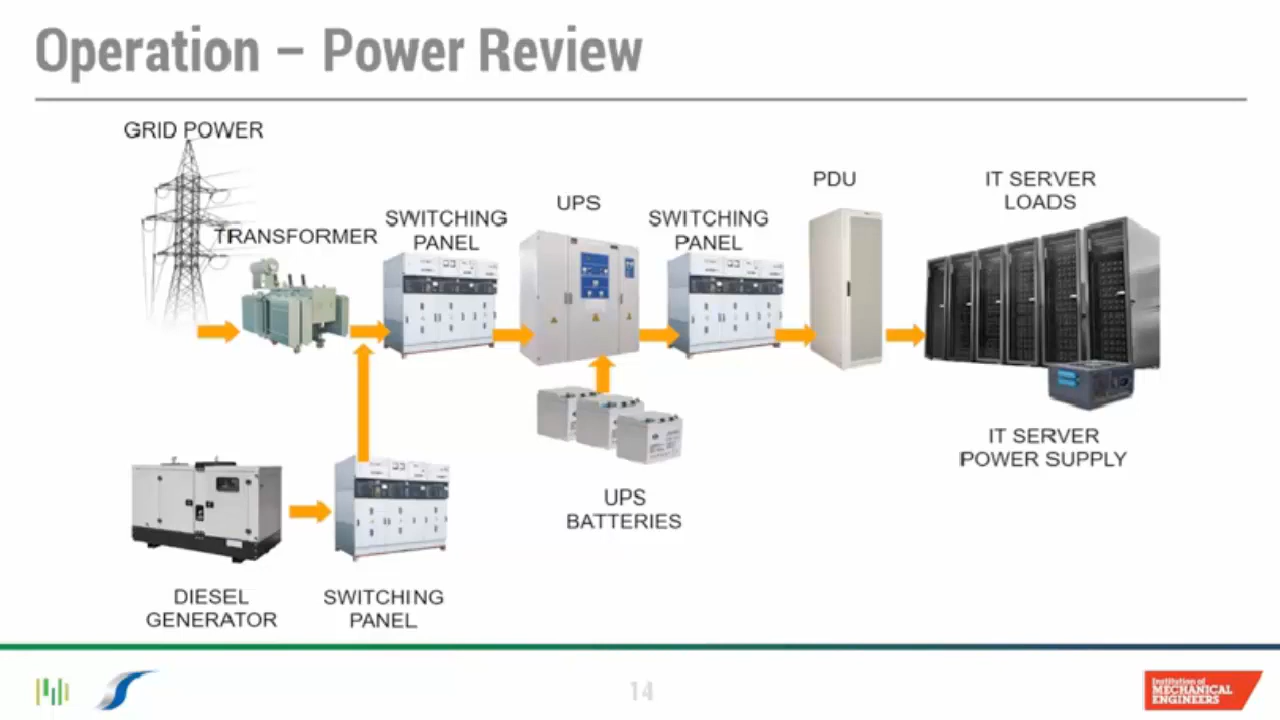 Operation – Power Review
GRID POWER
TRANSFORMER
SWITCHING
PANEL
UPS
SWITCHING
PANEL
PDU
IT SERVER
LOADS
IT SERVER
POWER SUPPLY
UPS
BATTERIES
DIESEL
GENERATOR
SWITCHING
PANEL
14
Institution of
MECHANICAL
ENGINEERS